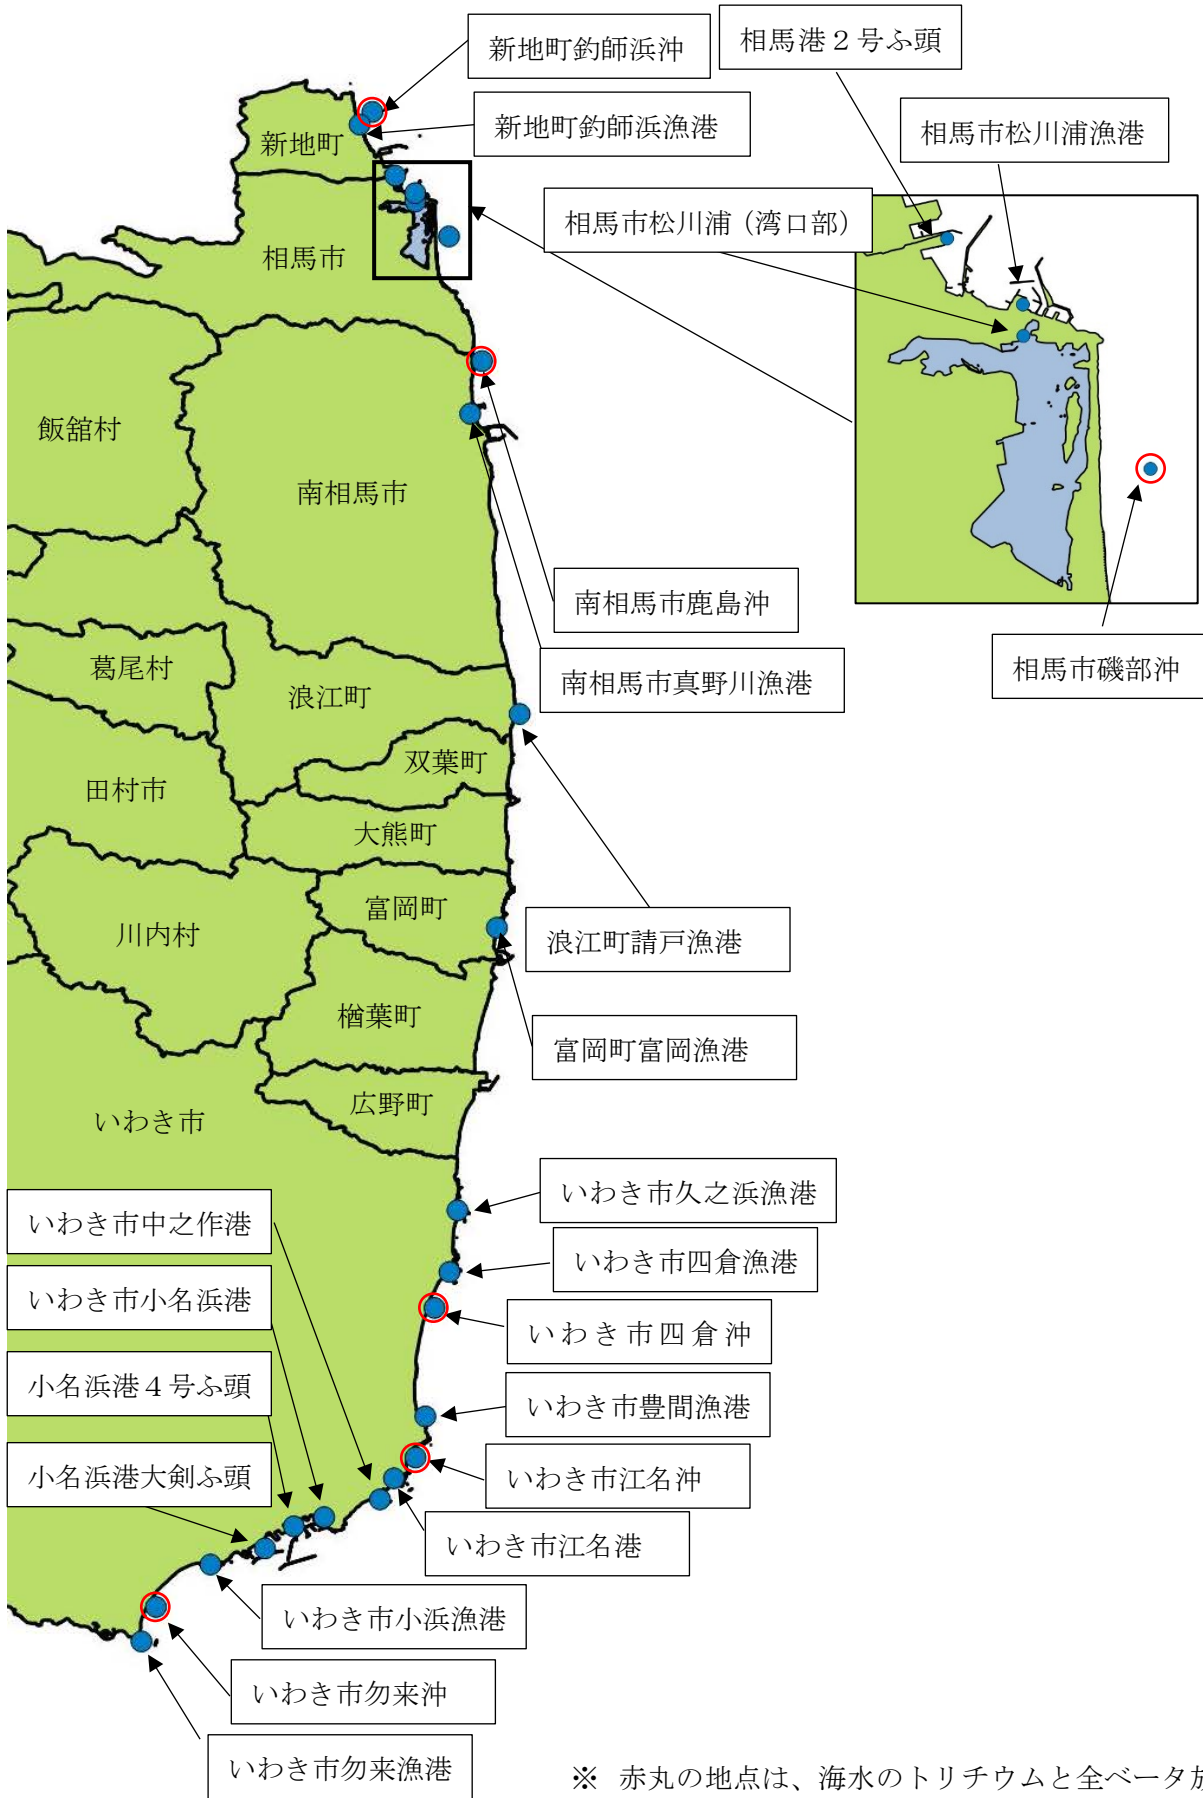 相馬港２号ふ頭
新地町釣師浜沖
新地町釣師浜漁港
相馬市松川浦漁港
新地町
相馬市松川浦（湾口部）
相馬市
飯舘村
南相馬市
南相馬市鹿島沖
相馬市磯部沖
葛尾村
南相馬市真野川漁港
浪江町
双葉町
田村市
大熊町
富岡町
川内村
浪江町請戸漁港
楢葉町
富岡町富岡漁港
広野町
いわき市
いわき市久之浜漁港
いわき市中之作港
いわき市四倉漁港
いわき市小名浜港
いわき市四倉沖
小名浜港４号ふ頭
いわき市豊間漁港
小名浜港大剣ふ頭
いわき市江名沖
いわき市江名港
いわき市小浜漁港
いわき市勿来沖
いわき市勿来漁港
※ 赤丸の地点は、海水のトリチウムと全ベータ放